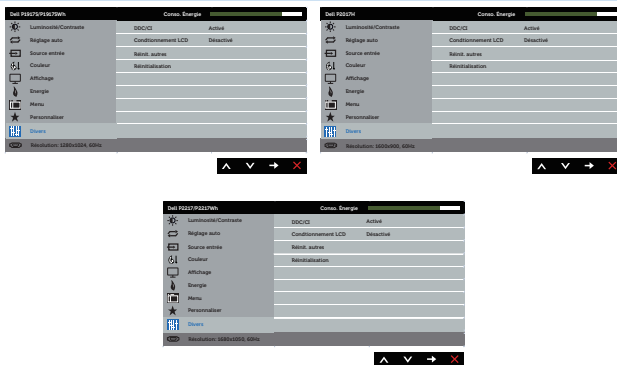 Dell P1917S/P1917SWh Conso. Énergie
Luminosité/Contraste DDC/CI Activé
Réglage auto Conditionnement LCD Désactivé
Source entrée Réinit. autres
Couleur Réinitialisation
Affichage
Énergie
Menu
Personnaliser
Divers
Résolution: 1280x1024, 60Hz
Dell P2017H Conso. Énergie
Luminosité/Contraste DDC/CI Activé
Réglage auto Conditionnement LCD Désactivé
Source entrée Réinit. autres
Couleur Réinitialisation
Affichage
Énergie
Menu
Personnaliser
Divers
Résolution: 1600x900, 60Hz
Dell P2217/P2217Wh Conso. Énergie
Luminosité/Contraste DDC/CI Activé
Réglage auto Conditionnement LCD Désactivé
Source entrée Réinit. autres
Couleur Réinitialisation
Affichage
Énergie
Menu
Personnaliser
Divers
Résolution: 1680x1050, 60Hz